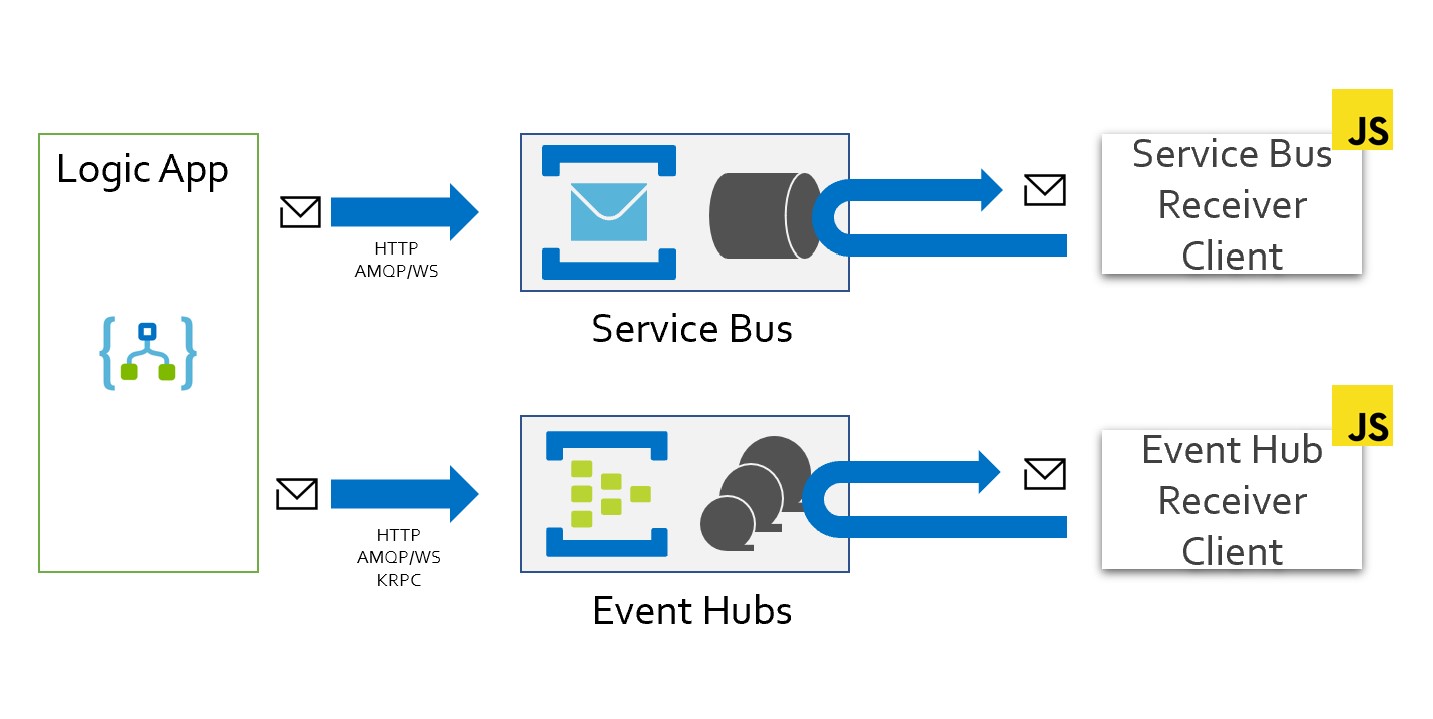 Logic App
HTTP
AMQP/WS
Service Bus
JS
Service Bus
Receiver
Client
HTTP
AMQP/WS
KRPC
Event Hubs
JS
Event Hub
Receiver
Client